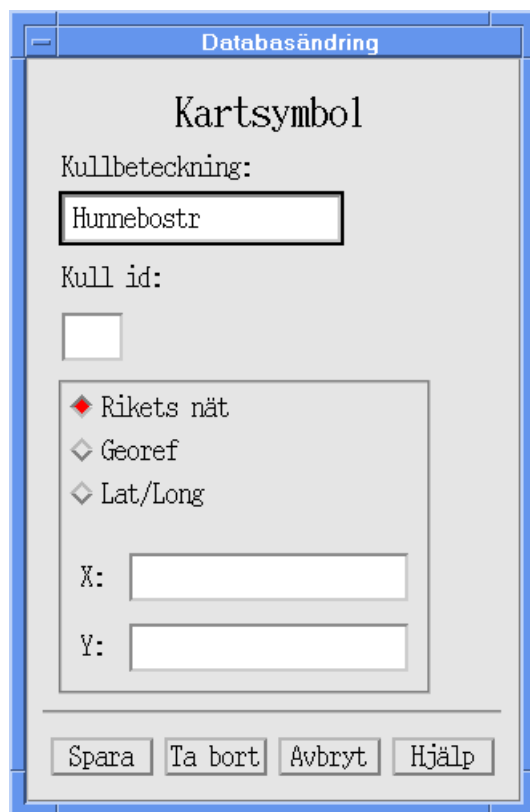 Databasändring
Kartsymbol
Kullbeteckning:
Hunnebostr
Kull id:
Rikets nät
Georef
Lat/Long
X:
Y:
Spara Ta bort Avbryt Hjälp